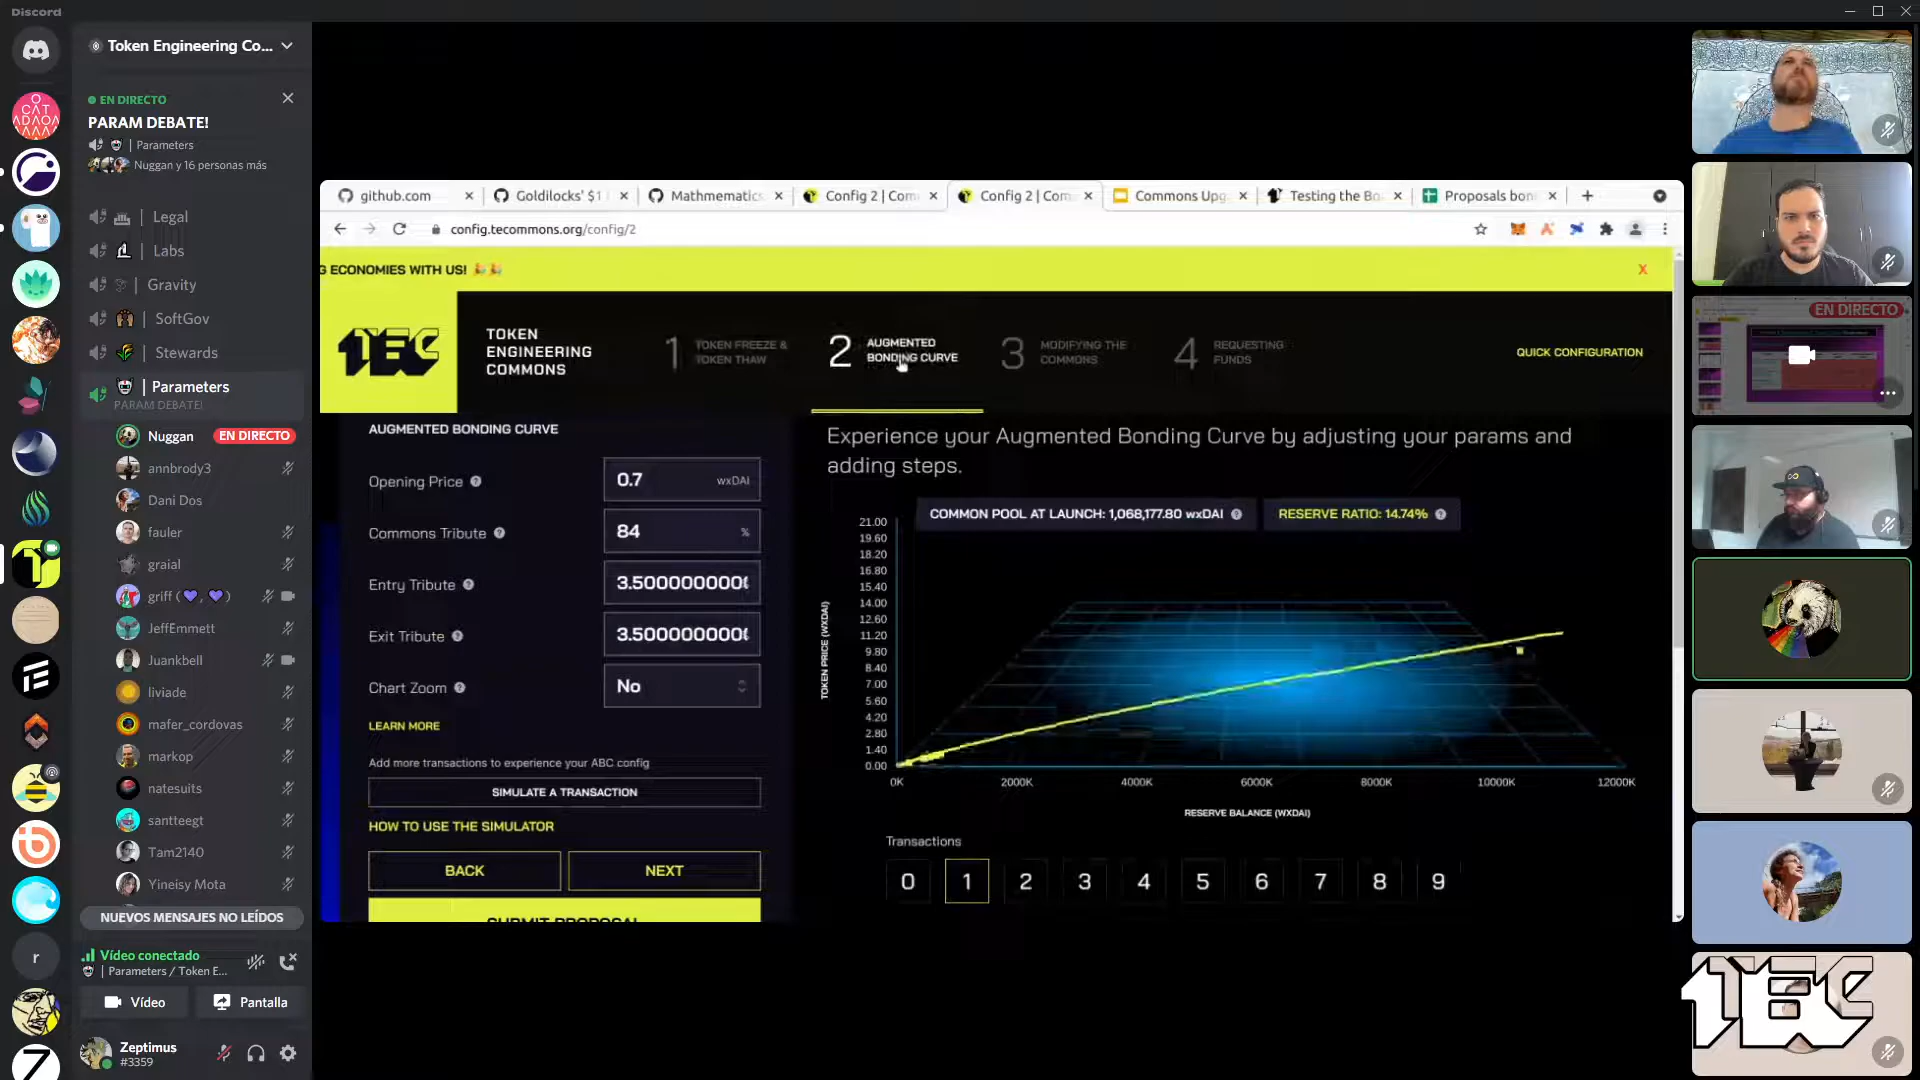 Discord
Token Engineering Co...
EN DIRECTO
PARAM DEBATE!
| Parameters
Nuggan y 16 personas más
| Legal
| Labs
| Gravity
| SoftGov
| Stewards
| Parameters
PARAM DEBATE!
Nuggan EN DIRECTO
annbrody3
Dani Dos
fauler
graial
griff (💜, 💜)
JeffEmmett
Juankbell
liviade
mafer_cordovas
markop
natesuits
santteegt
Tam2140
Yineisy Mota
NUEVOS MENSAJES NO LEÍDOS
Vídeo conectado
| Parameters / Token E...
Vídeo
Pantalla
Zeptimus
#3359
CAT
ADAO
r
Z
github.com
Goldilocks' $1
Mathmematics
Config 2 | Com
Config 2 | Com
Commons Upg
Testing the Bo
Proposals bon
config.tecommons.org/config/2
G ECONOMIES WITH US! 🎉🎉
X
TEC
TOKEN
ENGINEERING
COMMONS
1 TOKEN FREEZE &
TOKEN THAW
2 AUGMENTED
BONDING CURVE
3 MODIFYING THE
COMMONS
4 REQUESTING
FUNDS
QUICK CONFIGURATION
AUGMENTED BONDING CURVE
Opening Price
0.7 wxDAI
Commons Tribute
84 %
Entry Tribute
3.5000000000
Exit Tribute
3.5000000000
Chart Zoom
No
LEARN MORE
Add more transactions to experience your ABC config
SIMULATE A TRANSACTION
HOW TO USE THE SIMULATOR
BACK
NEXT
SUBMIT PROPOSAL
Experience your Augmented Bonding Curve by adjusting your params and
adding steps.
COMMON POOL AT LAUNCH: 1,068,177.80 wxDAI
RESERVE RATIO: 14.74%
TOKEN PRICE (WXDAI)
21.00
19.60
18.20
16.80
15.40
14.00
12.60
11.20
9.80
8.40
7.00
5.60
4.20
2.80
1.40
0.00
0K
2000K
4000K
6000K
8000K
10000K
12000K
RESERVE BALANCE (WXDAI)
Transactions
0 1 2 3 4 5 6 7 8 9
EN DIRECTO
TEC